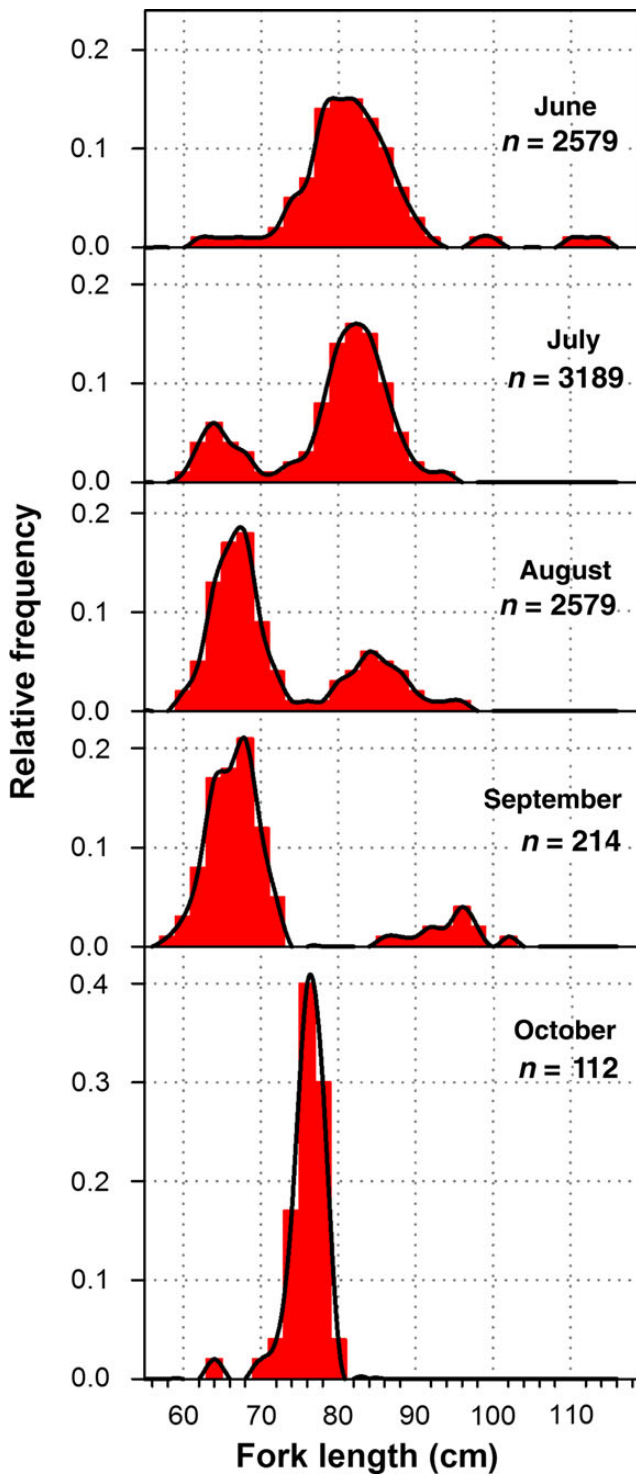 0.2
June
n = 2579
0.1
0.0
0.2
July
n = 3189
0.1
0.0
0.2
August
n = 2579
0.1
0.0
0.2
September
n = 214
0.1
0.0
0.4
October
n = 112
0.3
0.2
0.1
0.0
Relative frequency
60 70 80 90 100 110
Fork length (cm)